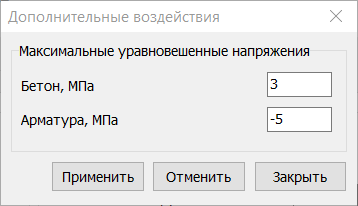 Дополнительные воздействия
Максимальные уравновешенные напряжения
Бетон, МПа 3
Арматура, МПа -5
Применить Отменить Закрыть